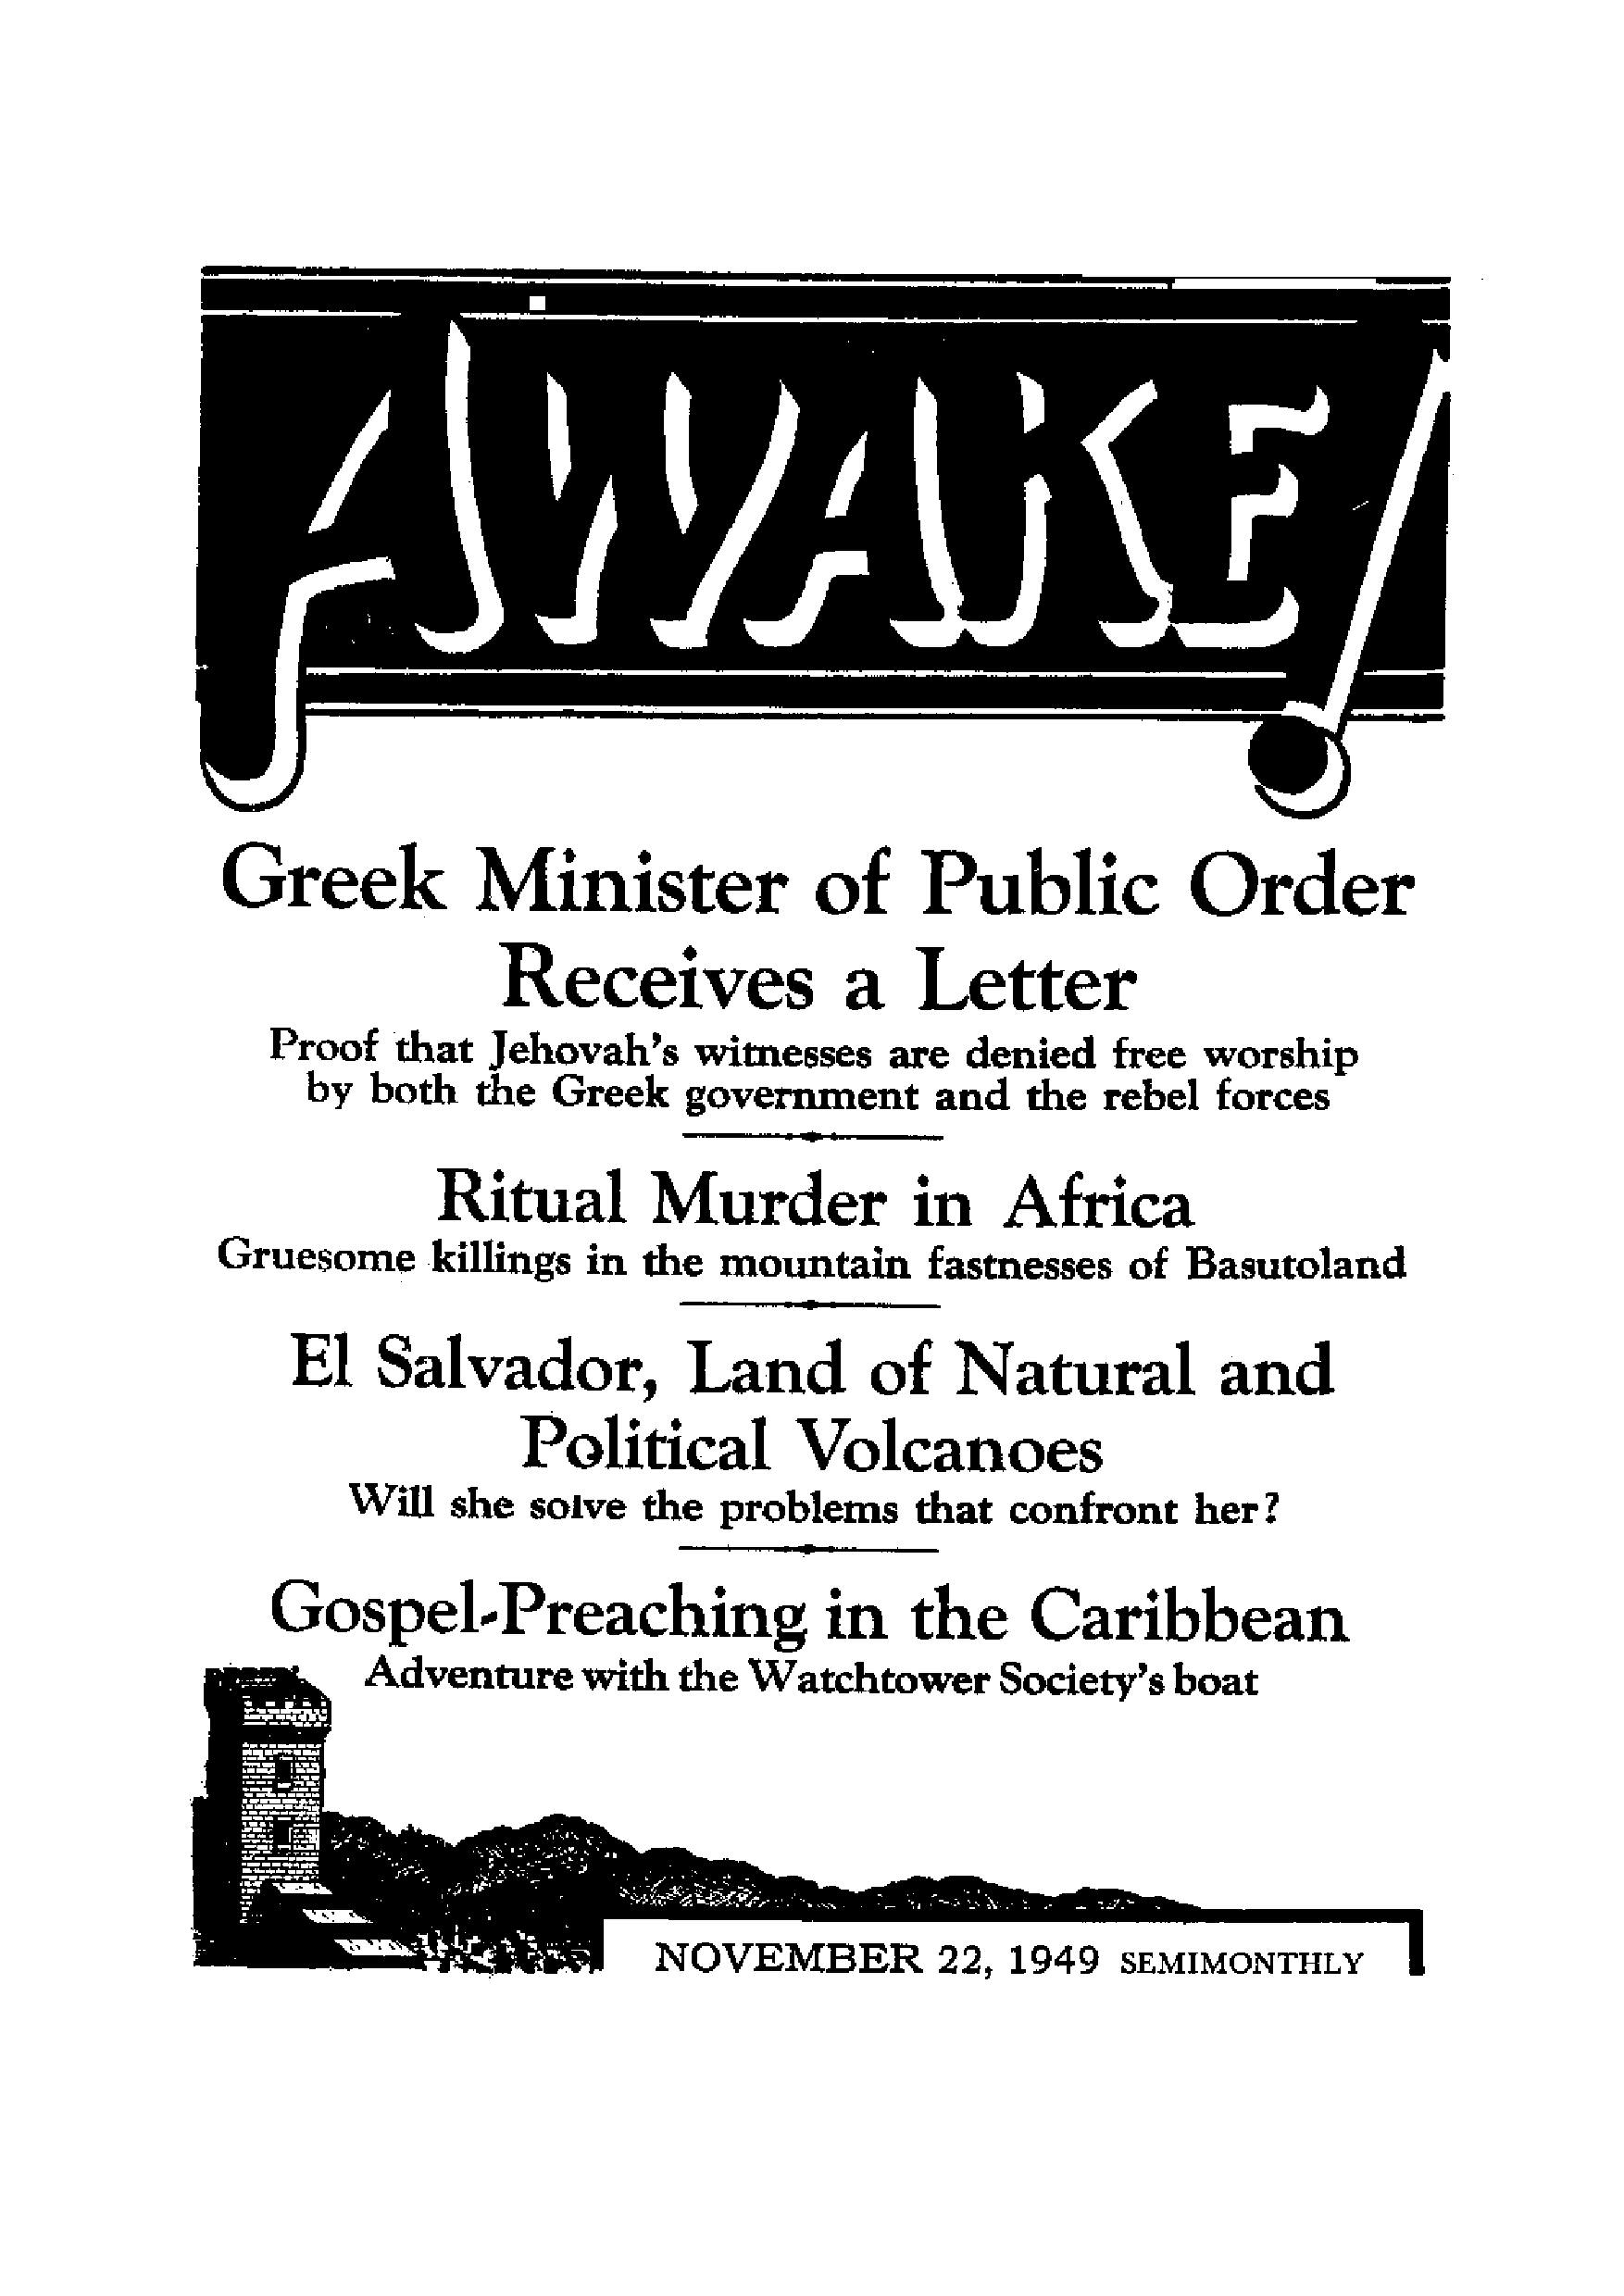 AWAKE!
Greek Minister of Public Order
Receives a Letter
Proof that Jehovah's witnesses are denied free worship
by both the Greek government and the rebel forces
Ritual Murder in Africa
Gruesome killings in the mountain fastnesses of Basutoland
El Salvador, Land of Natural and
Political Volcanoes
Will she solve the problems that confront her?
Gospel-Preaching in the Caribbean
Adventure with the Watchtower Society's boat
NOVEMBER 22, 1949 SEMIMONTHLY